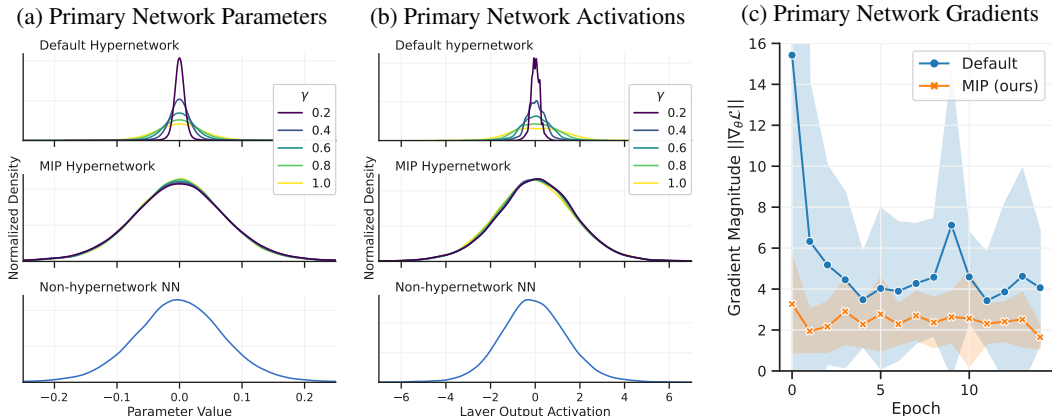 (a) Primary Network Parameters
Default Hypernetwork
γ
0.2
0.4
0.6
0.8
1.0
MIP Hypernetwork
Normalized Density
Non-hypernetwork NN
−0.2 −0.1 0.0 0.1 0.2
Parameter Value
(b) Primary Network Activations
Default hypernetwork
γ
0.2
0.4
0.6
0.8
1.0
MIP Hypernetwork
Normalized Density
Non-hypernetwork NN
−6 −4 −2 0 2 4 6
Layer Output Activation
(c) Primary Network Gradients
Default
MIP (ours)
Gradient Magnitude ||∇θℒ||
16
14
12
10
8
6
4
2
0
0 5 10
Epoch